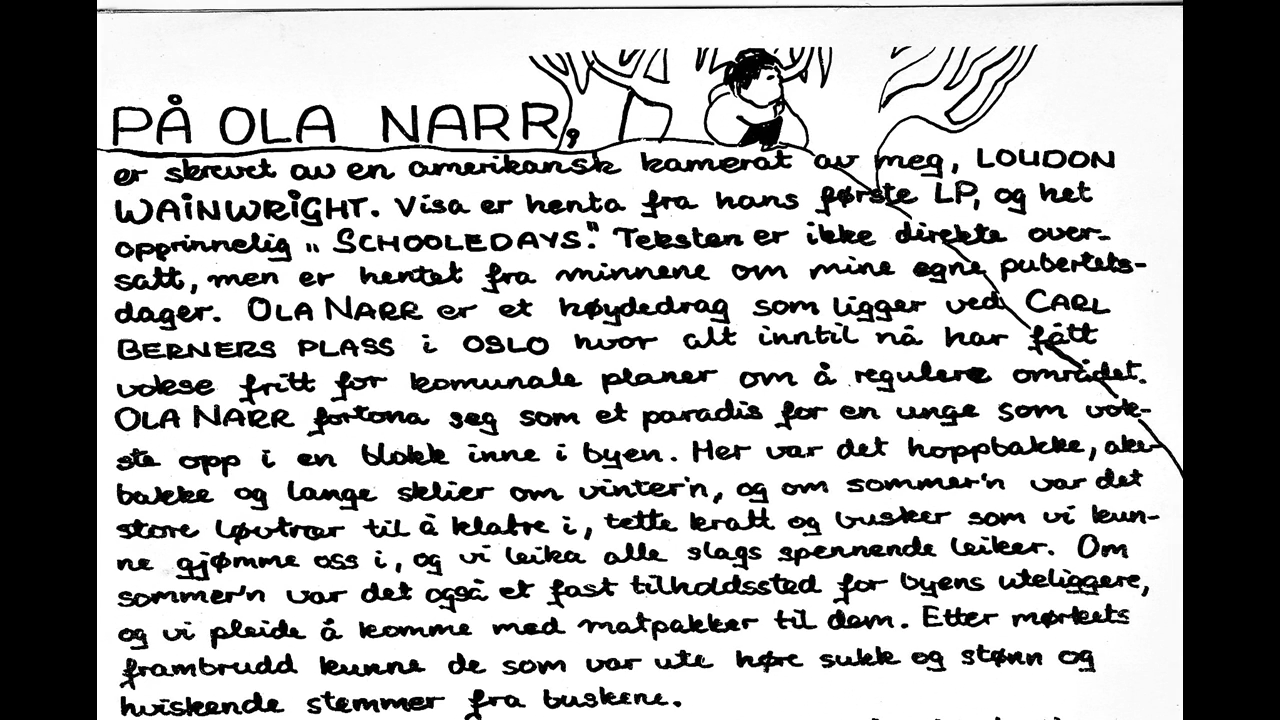 PÅ OLA NARR,
er skrevet av en amerikansk kamerat av meg, LOUDON
WAINWRIGHT. Visa er henta fra hans første LP, og het
opprinnelig „SCHOOLEDAYS". Teksten er ikke direkte over-
satt, men er hentet fra minnene om mine egne pubertets-
dager. OLA NARR er et høydedrag som ligger ved CARL
BERNERS PLASS i OSLO hvor alt inntil nå har fått
vokse fritt for komunale planer om å regulere området.
OLA NARR fortona seg som et paradis for en unge som vok-
ste opp i en blokk inne i byen. Her var det hoppbakke, ake-
bakke og lange sklier om vinter'n, og om sommer'n var det
store løvtrær til å klatre i, tette kratt og busker som vi kun-
ne gjømme oss i, og vi leika alle slags spennende leiker. Om
sommer'n var det også et fast tilholdssted for byens uteliggere,
og vi pleide å komme med matpakker til dem. Etter mørkets
frambrudd kunne de som var ute høre sukk og stønn og
hviskende stemmer fra buskene.